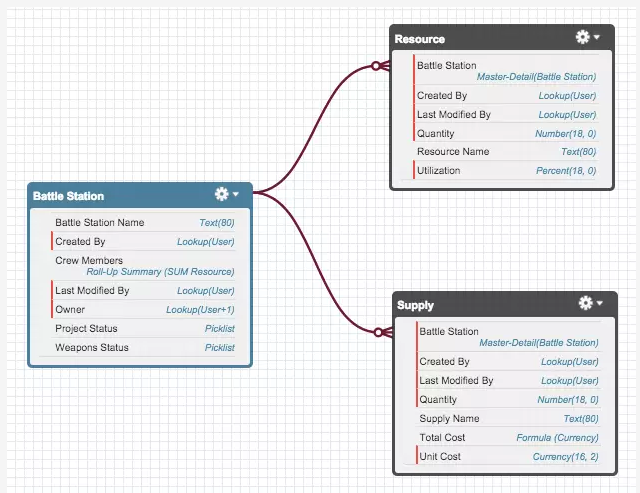 Resource
Battle Station
Master-Detail(Battle Station)
Created By Lookup(User)
Last Modified By Lookup(User)
Quantity Number(18, 0)
Resource Name Text(80)
Utilization Percent(18, 0)
Battle Station
Battle Station Name Text(80)
Created By Lookup(User)
Crew Members
Roll-Up Summary (SUM Resource)
Last Modified By Lookup(User)
Owner Lookup(User+1)
Project Status Picklist
Weapons Status Picklist
Supply
Battle Station
Master-Detail(Battle Station)
Created By Lookup(User)
Last Modified By Lookup(User)
Quantity Number(18, 0)
Supply Name Text(80)
Total Cost Formula (Currency)
Unit Cost Currency(16, 2)